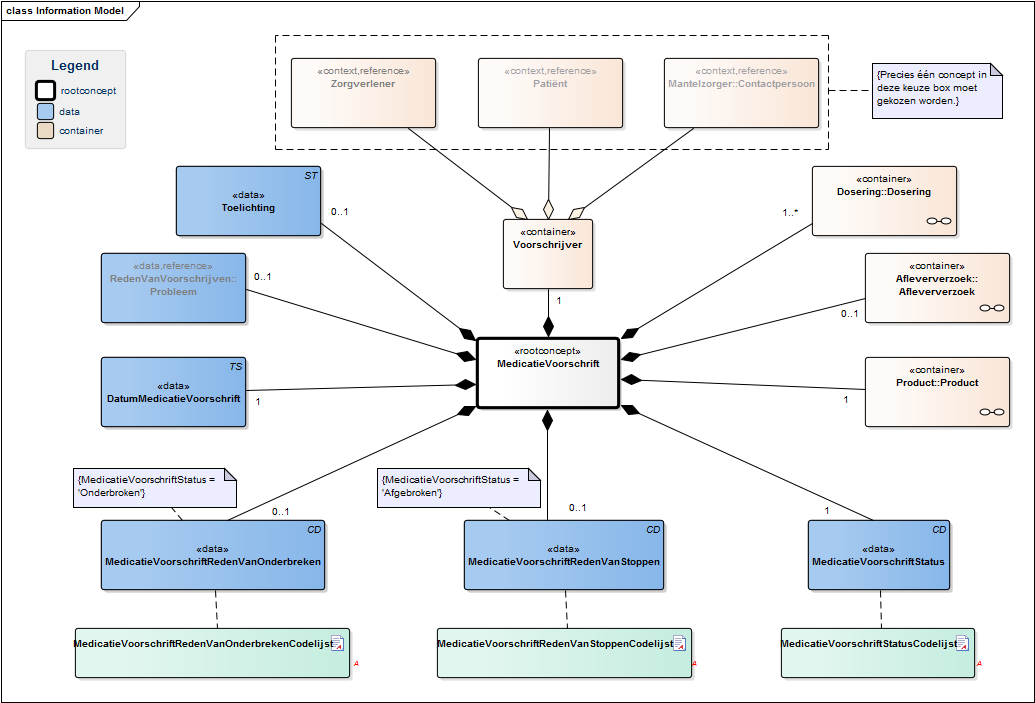 class Information Model
Legend
rootconcept
data
container
«context,reference»
Zorgverlener
«context,reference»
Patiënt
«context,reference»
Mantelzorger::Contactpersoon
{Precies één concept in
deze keuze box moet
gekozen worden.}
ST
«data»
Toelichting
0..1
«container»
Voorschrijver
1
1..*
«container»
Dosering::Dosering
«data,reference»
RedenVanVoorschrijven::
Probleem
0..1
«container»
Afleververzoek::
Afleververzoek
0..1
«rootconcept»
MedicatieVoorschrift
TS
«data»
DatumMedicatieVoorschrift
1
«container»
Product::Product
1
{MedicatieVoorschriftStatus =
'Onderbroken'}
0..1
{MedicatieVoorschriftStatus =
'Afgebroken'}
0..1
1
CD
«data»
MedicatieVoorschriftRedenVanOnderbreken
CD
«data»
MedicatieVoorschriftRedenVanStoppen
CD
«data»
MedicatieVoorschriftStatus
MedicatieVoorschriftRedenVanOnderbrekenCodelijst
A
MedicatieVoorschriftRedenVanStoppenCodelijst
A
MedicatieVoorschriftStatusCodelijst
A